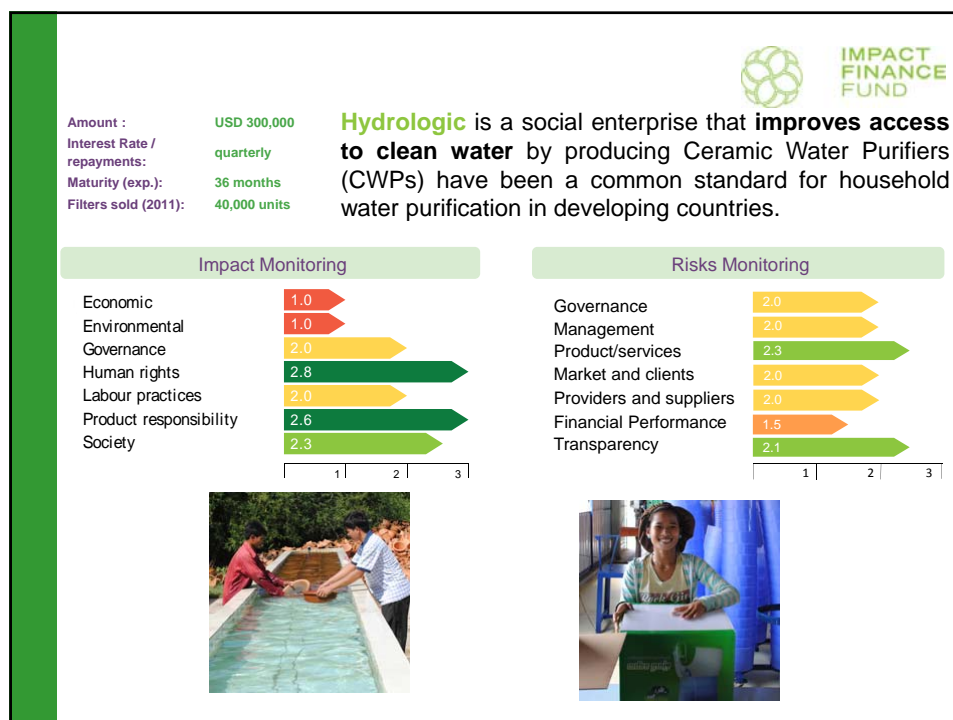 IMPACT
FINANCE
FUND
Amount : USD 300,000
Interest Rate /
repayments: quarterly
Maturity (exp.): 36 months
Filters sold (2011): 40,000 units
Hydrologic is a social enterprise that improves access
to clean water by producing Ceramic Water Purifiers
(CWPs) have been a common standard for household
water purification in developing countries.
Impact Monitoring
Economic 1.0
Environmental 1.0
Governance 2.0
Human rights 2.8
Labour practices 2.0
Product responsibility 2.6
Society 2.3
1 2 3
Risks Monitoring
Governance 2.0
Management 2.0
Product/services 2.3
Market and clients 2.0
Providers and suppliers 2.0
Financial Performance 1.5
Transparency 2.1
1 2 3